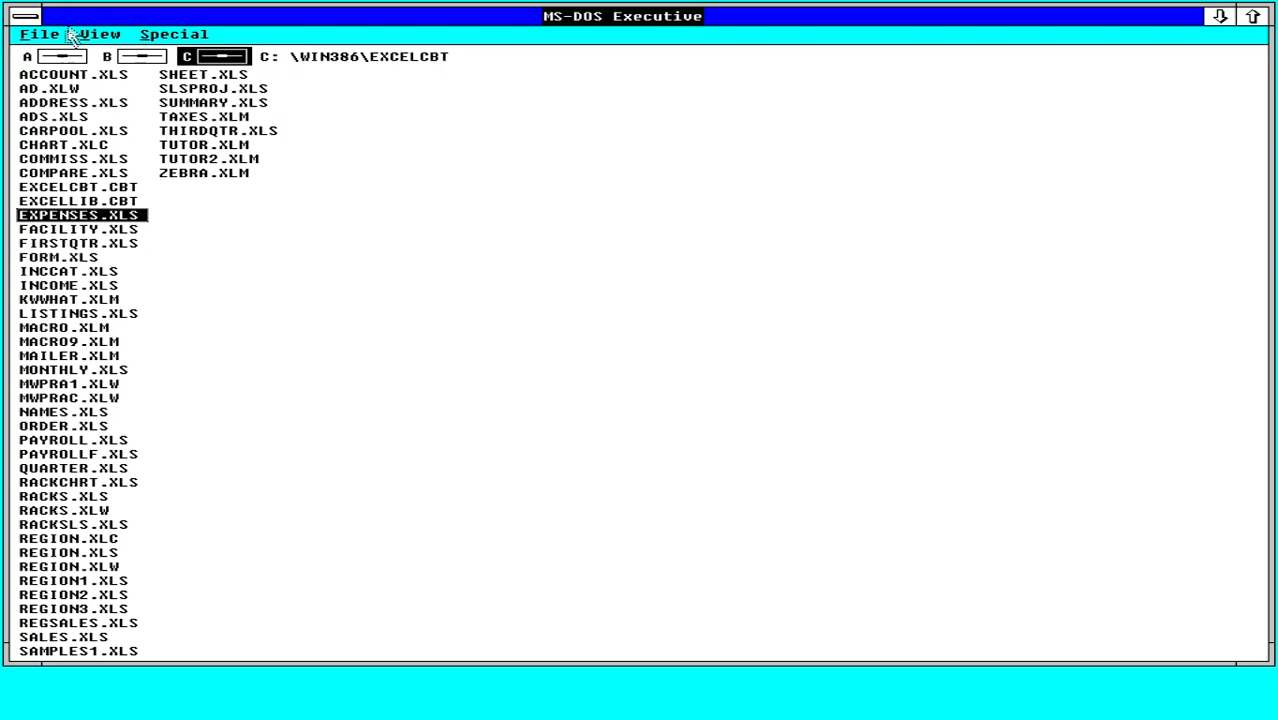 MS-DOS Executive
File View Special
A B C C: \WIN386\EXCELCBT
ACCOUNT.XLS SHEET.XLS
AD.XLW SLSPROJ.XLS
ADDRESS.XLS SUMMARY.XLS
ADS.XLS TAXES.XLM
CARPOOL.XLS THIRDQTR.XLS
CHART.XLC TUTOR.XLM
COMMISS.XLS TUTOR2.XLM
COMPARE.XLS ZEBRA.XLM
EXCELCBT.CBT
EXCELLIB.CBT
EXPENSES.XLS
FACILITY.XLS
FIRSTQTR.XLS
FORM.XLS
INCCAT.XLS
INCOME.XLS
KWWHAT.XLM
LISTINGS.XLS
MACRO.XLM
MACRO9.XLM
MAILER.XLM
MONTHLY.XLS
MWPRA1.XLW
MWPRAC.XLW
NAMES.XLS
ORDER.XLS
PAYROLL.XLS
PAYROLLF.XLS
QUARTER.XLS
RACKCHRT.XLS
RACKS.XLS
RACKS.XLW
RACKSLS.XLS
REGION.XLC
REGION.XLS
REGION.XLW
REGION1.XLS
REGION2.XLS
REGION3.XLS
REGSALES.XLS
SALES.XLS
SAMPLES1.XLS